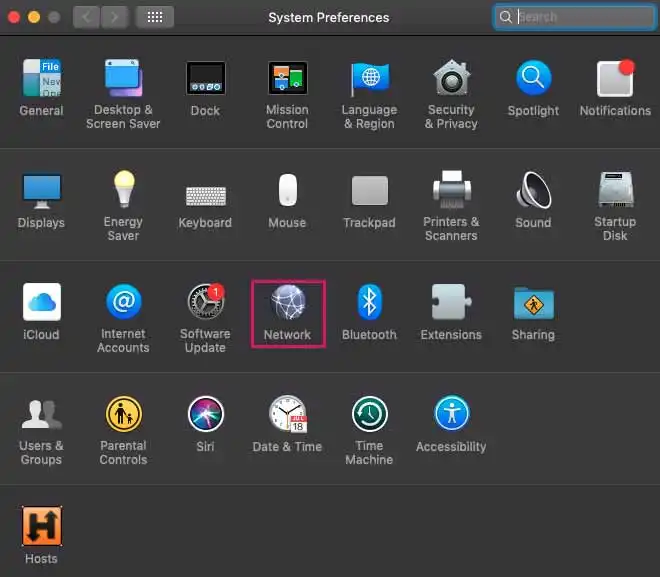 System Preferences
Search
File
New
Ope
General
Desktop &
Screen Saver
Dock
Mission
Control
Language
& Region
Security
& Privacy
Spotlight
Notifications
Displays
Energy
Saver
Keyboard
Mouse
Trackpad
Printers &
Scanners
Sound
Startup
Disk
iCloud
@
Internet
Accounts
1
Software
Update
Network
Bluetooth
Extensions
Sharing
Users &
Groups
Parental
Controls
Siri
JUL
18
Date & Time
Time
Machine
Accessibility
H
Hosts